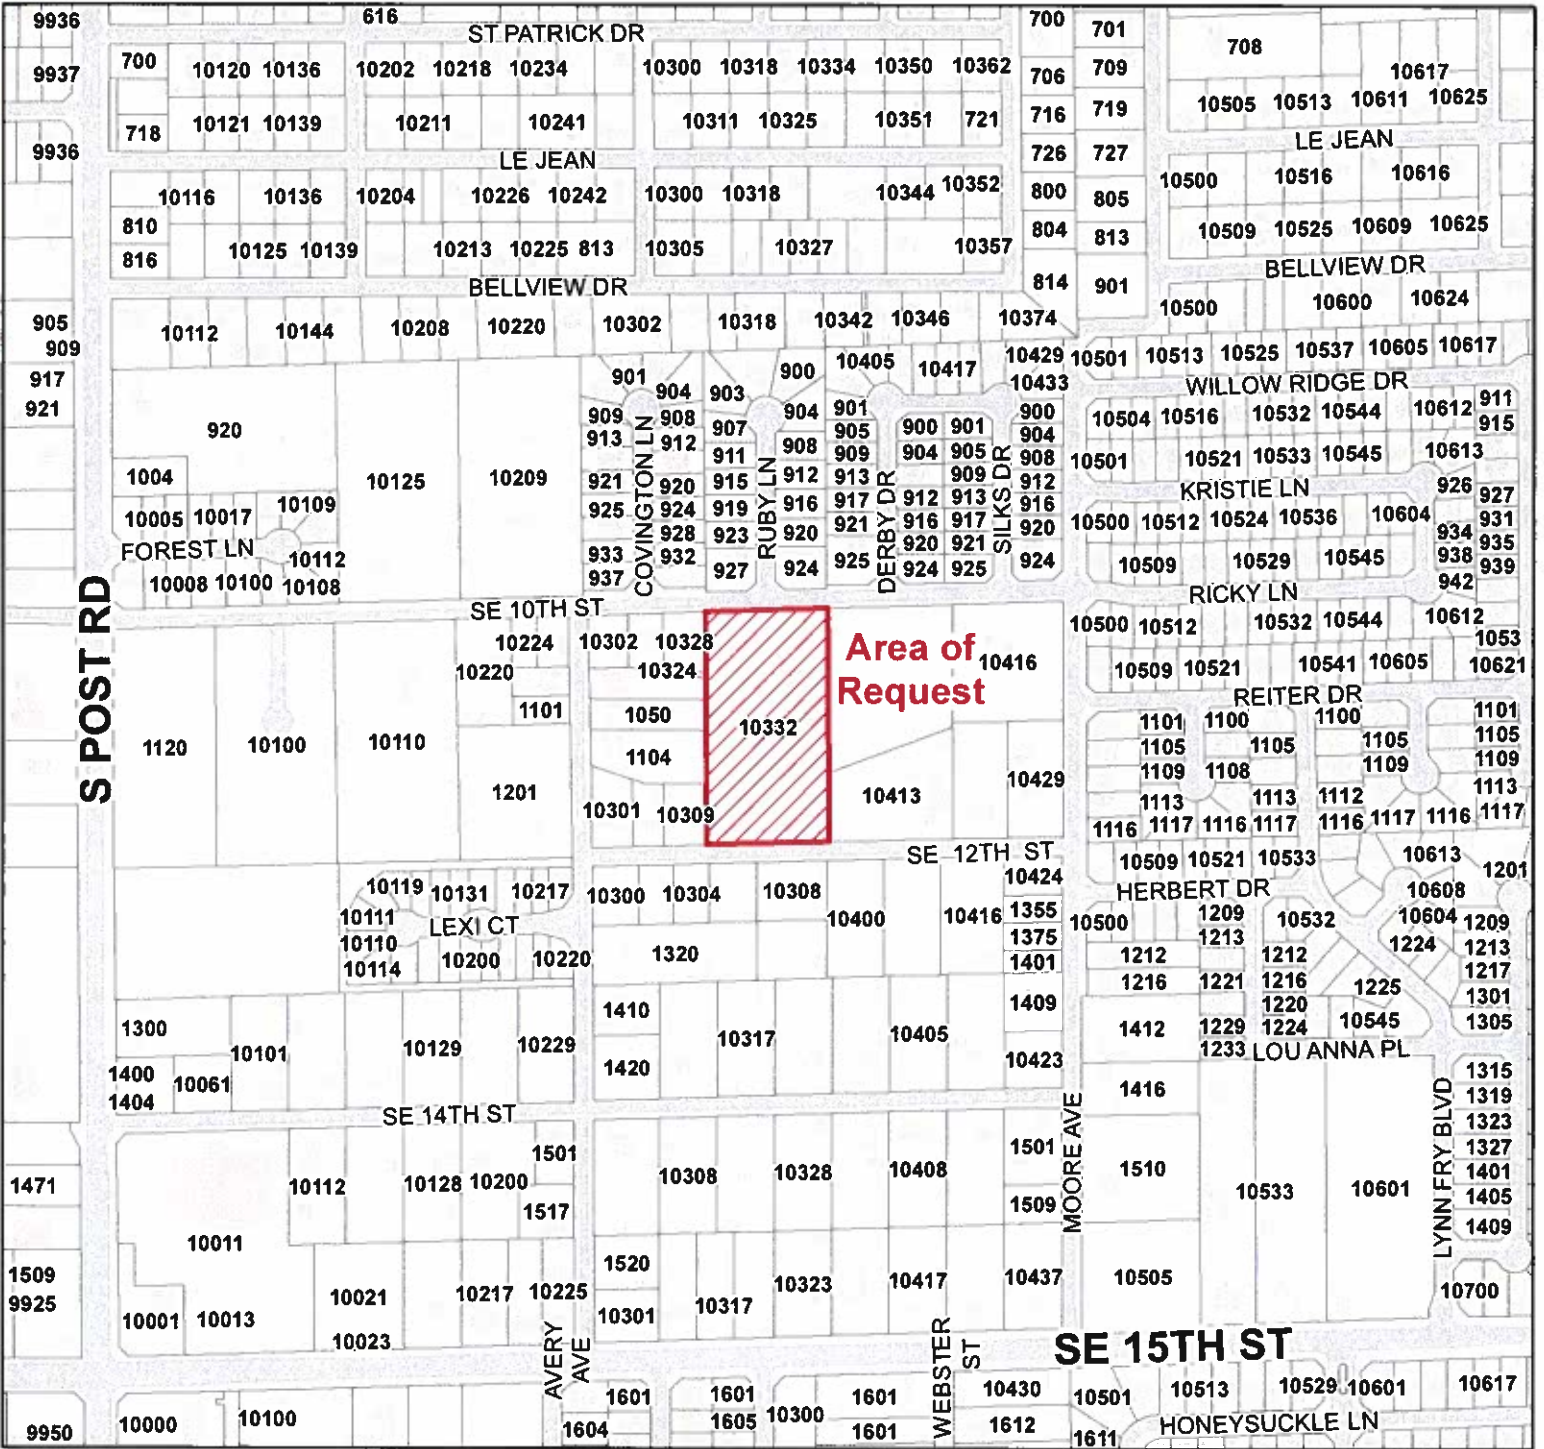 9936 616 700 701
ST PATRICK DR
708
9937 700 10120 10136 10202 10218 10234 10300 10318 10334 10350 10362 706 709 10617
718 10121 10139 10211 10241 10311 10325 10351 721 716 719 10505 10513 10611 10625
9936 LE JEAN 726 727 LE JEAN
10116 10136 10204 10226 10242 10300 10318 10344 10352 800 805 10500 10516 10616
810
816 10125 10139 10213 10225 813 10305 10327 10357 804 813 10509 10525 10609 10625
BELLVIEW DR 814 901 BELLVIEW DR
905 10112 10144 10208 10220 10302 10318 10342 10346 10374 10500 10600 10624
909
917
921
901 904 903 900 10405 10417 10429 10433 10501 10513 10525 10537 10605 10617
WILLOW RIDGE DR
920 10125 10209
1004
10005 10017 10109
FOREST LN
10112
10008 10100 10108
909 908
913 912
921 920
925 924
928
933 932
937
COVINGTON LN
907 904
911 908
915 912
919 916
923 920
927 924
RUBY LN
901 900 901 900
905 904 905 904
909 909 908
913 912 913 912
917 916 917 916
921 920 921 920
925 924 925 924
DERBY DR
SILKS DR
10504 10516 10532 10544 10612 911
915
10501 10521 10533 10545 10613
KRISTIE LN 926 927
10500 10512 10524 10536 10604 931
934 935
10509 10529 10545 938 939
RICKY LN 942
S POST RD
SE 10TH ST
10224 10302 10328
10220 10324
1101 1050
1120 10100 10110 1104
1201 10301 10309
10332
Area of
Request
10416
10413 10429
10500 10512 10532 10544 10612
1053
10509 10521 10541 10605 10621
REITER DR
1101 1100 1100 1101
1105 1105 1105 1105
1109 1108 1109 1109
1113 1113 1112 1113
1116 1117 1116 1117 1116 1117 1116 1117
SE 12TH ST
10509 10521 10533 10613 1201
10424 HERBERT DR 10608
10119 10131 10217 10300 10304 10308 10400 10416
10111 LEXI CT
10110
10114 10200 10220 1320
1355
1375
1401
1409
10423
10500 1209 10532 10604 1209
1212 1213 1212 1224 1213
1216 1221 1216 1225 1217
1220 1301
1412 1229 1224 10545 1305
1233 LOU ANNA PL
1300 10101 10129 10229 1410 10317 10405
1400 10061 1420
1404
1416
1315
1319
1323
1327
1401
1405
1409
SE 14TH ST
MOORE AVE
LYNN FRY BLVD
1471 10112 10128 10200 1501 10308 10328 10408 1501 1510 10533 10601
1517 1509
10011
1509
9925
10001 10013 10021 10217 10225 1520 10317 10323 10417 10437 10505 10700
10023 10301
AVERY
AVE
WEBSTER
ST
SE 15TH ST
9950 10000 10100 1604 1601 1601 10300 1601 10430 10501 10513 10529 10601 10617
1605 1601 1612 1611 HONEYSUCKLE LN